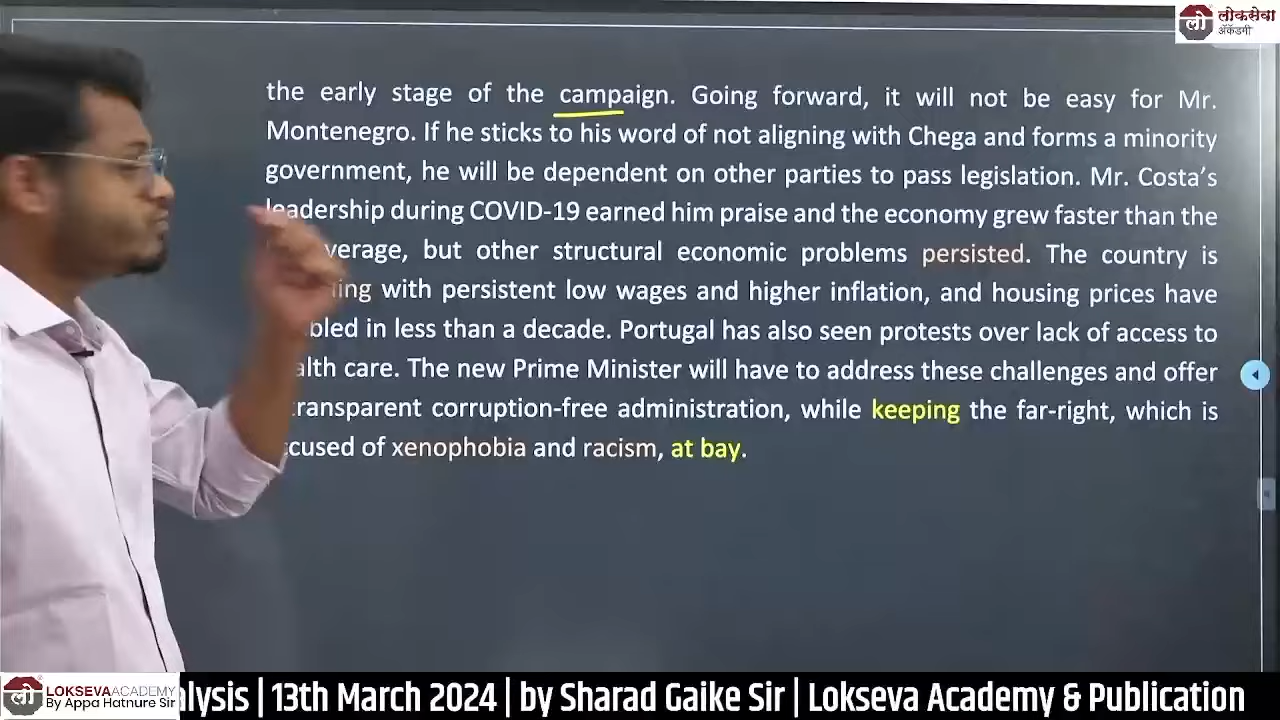 लोकसेवा
लो
ॲकॅडमी
the early stage of the campaign. Going forward, it will not be easy for Mr.
Montenegro. If he sticks to his word of not aligning with Chega and forms a minority
government, he will be dependent on other parties to pass legislation. Mr. Costa’s
leadership during COVID-19 earned him praise and the economy grew faster than the
verage, but other structural economic problems persisted. The country is
ling with persistent low wages and higher inflation, and housing prices have
bled in less than a decade. Portugal has also seen protests over lack of access to
alth care. The new Prime Minister will have to address these challenges and offer
transparent corruption-free administration, while keeping the far-right, which is
cused of xenophobia and racism, at bay.
लो
LOKSEVA ACADEMY
By Appa Hatnure Sir
alysis | 13th March 2024 | by Sharad Gaike Sir | Lokseva Academy & Publication